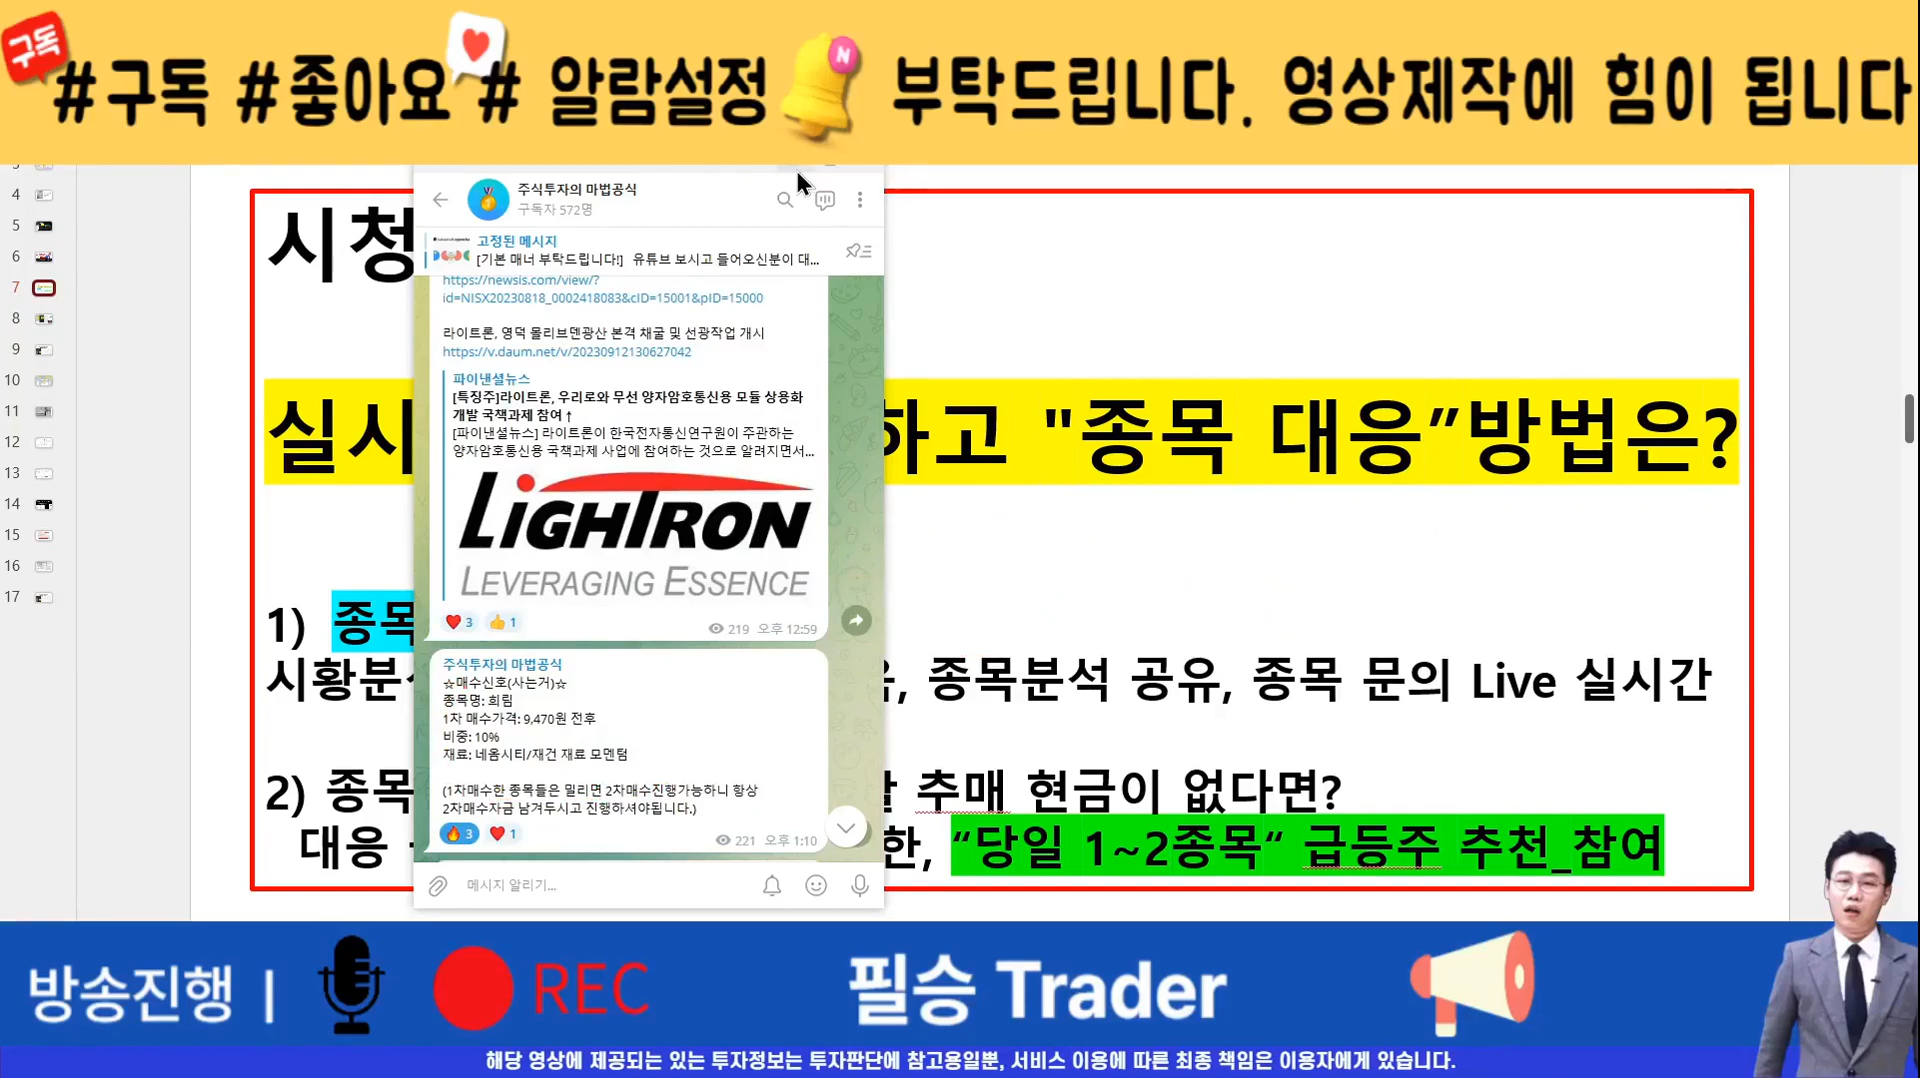 구독
#구독 #좋아요 # 알람설정 N 부탁드립니다. 영상제작에 힘이 됩니다
4
5
6
7
8
9
10
11
12
13
14
15
16
17
시청
실시
하고 "종목 대응”방법은?
1) 종목
시황분
, 종목분석 공유, 종목 문의 Live 실시간
2) 종목
추매 현금이 없다면?
대응
한, “당일 1~2종목“ 급등주 추천_참여
주식투자의 마법공식
구독자 572명
고정된 메시지
[기본 매너 부탁드립니다!] 유튜브 보시고 들어오신분이 대...
https://newsis.com/view/?
id=NISX20230818_0002418083&cID=15001&pID=15000
라이트론, 영덕 몰리브덴광산 본격 채굴 및 선광작업 개시
https://v.daum.net/v/20230912130627042
파이낸셜뉴스
[특징주]라이트론, 우리로와 무선 양자암호통신용 모듈 상용화
개발 국책과제 참여↑
[파이낸셜뉴스] 라이트론이 한국전자통신연구원이 주관하는
양자암호통신용 국책과제 사업에 참여하는 것으로 알려지면서...
LIGHTRON
LEVERAGING ESSENCE
3 1
219 오후 12:59
주식투자의 마법공식
☆매수신호(사는거)☆
종목명: 희림
1차 매수가격: 9,470원 전후
비중: 10%
재료: 네옴시티/재건 재료 모멘텀
(1차매수한 종목들은 밀리면 2차매수진행가능하니 항상
2차매수자금 남겨두시고 진행하셔야됩니다.)
3 1
221 오후 1:10
메시지 알리기...
방송진행 | REC 필승 Trader
해당 영상에 제공되는 있는 투자정보는 투자판단에 참고용일뿐, 서비스 이용에 따른 최종 책임은 이용자에게 있습니다.